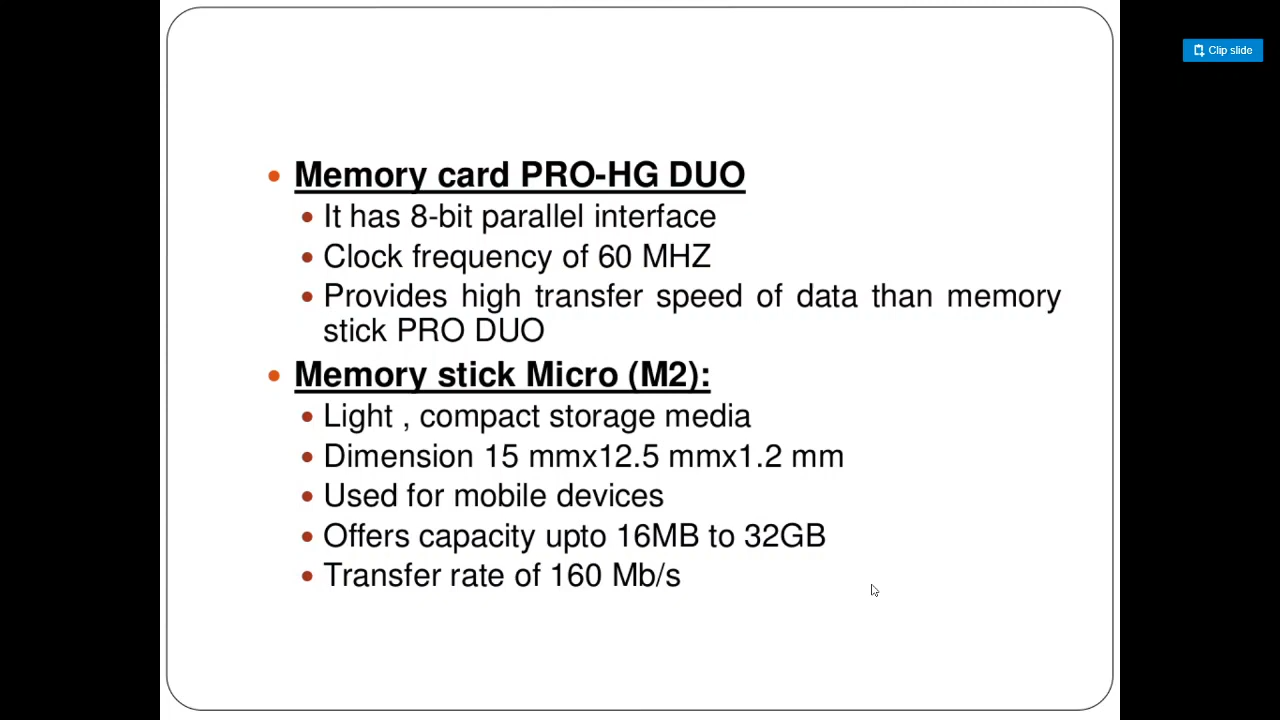 Clip slide
Memory card PRO-HG DUO
It has 8-bit parallel interface
Clock frequency of 60 MHZ
Provides high transfer speed of data than memory
stick PRO DUO
Memory stick Micro (M2):
Light , compact storage media
Dimension 15 mmx12.5 mmx1.2 mm
Used for mobile devices
Offers capacity upto 16MB to 32GB
Transfer rate of 160 Mb/s